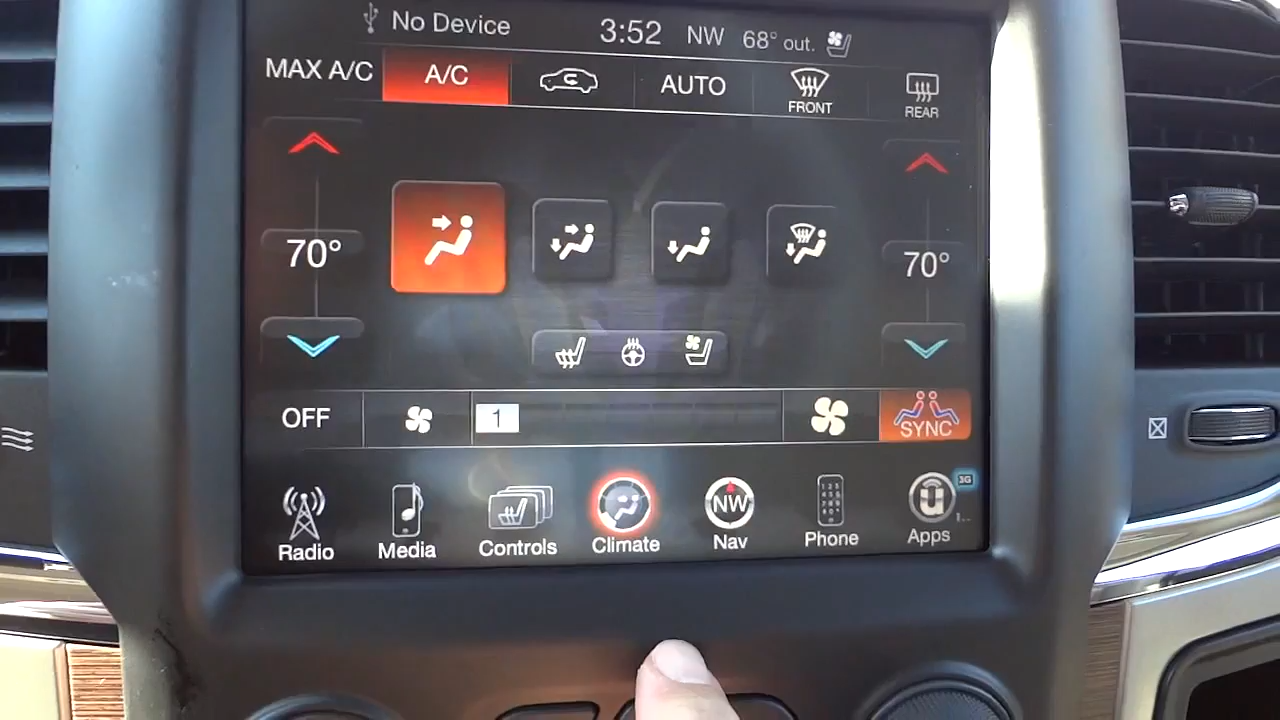 No Device 3:52 NW 68° out.
MAX A/C A/C AUTO FRONT REAR
70° 70°
OFF 1 SYNC
NW 3G 1..
Radio Media Controls Climate Nav Phone Apps